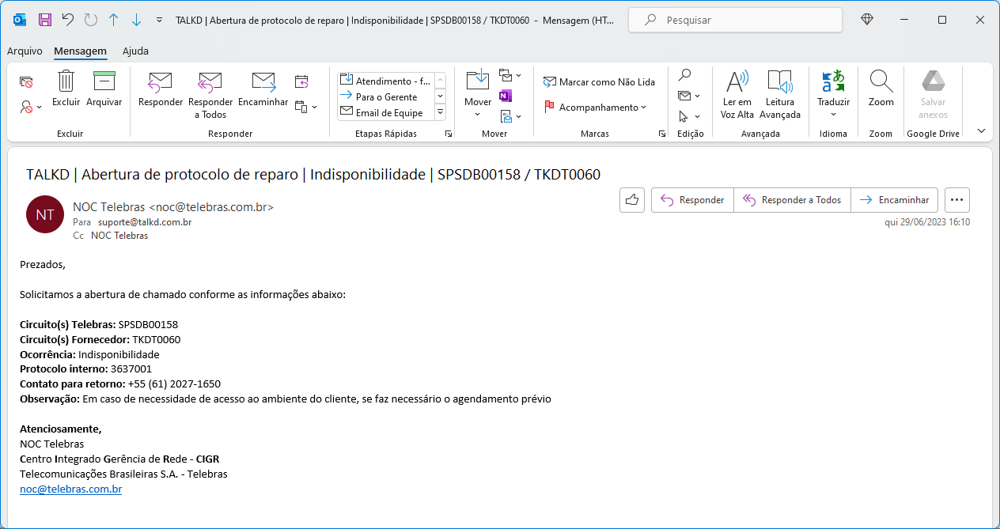 TALKD | Abertura de protocolo de reparo | Indisponibilidade | SPSDB00158 / TKDT0060 - Mensagem (HT...
Pesquisar
Arquivo Mensagem Ajuda
Excluir Arquivar
Excluir
Responder Responder a Todos Encaminhar
Responder
Atendimento - f...
Para o Gerente
Email de Equipe
Etapas Rápidas
Mover
Mover
Marcar como Não Lida
Acompanhamento
Marcas
Edição
Ler em Voz Alta Leitura Avançada
Avançada
Traduzir
Idioma
Zoom
Zoom
Salvar anexos
Google Drive
TALKD | Abertura de protocolo de reparo | Indisponibilidade | SPSDB00158 / TKDT0060
NT
NOC Telebras <noc@telebras.com.br>
Para suporte@talkd.com.br
Cc NOC Telebras
Responder Responder a Todos Encaminhar
qui 29/06/2023 16:10
Prezados,
Solicitamos a abertura de chamado conforme as informações abaixo:
Circuito(s) Telebras: SPSDB00158
Circuito(s) Fornecedor: TKDT0060
Ocorrência: Indisponibilidade
Protocolo interno: 3637001
Contato para retorno: +55 (61) 2027-1650
Observação: Em caso de necessidade de acesso ao ambiente do cliente, se faz necessário o agendamento prévio
Atenciosamente,
NOC Telebras
Centro Integrado Gerência de Rede - CIGR
Telecomunicações Brasileiras S.A. - Telebras
noc@telebras.com.br